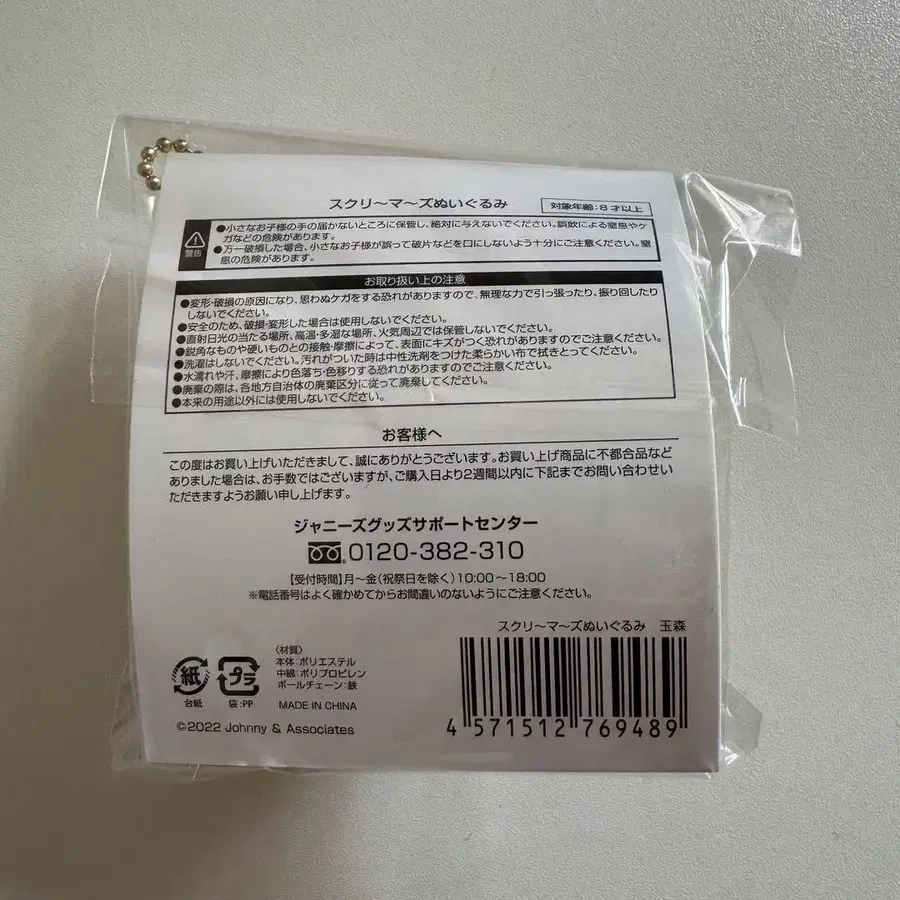 スクリ〜マ〜ズぬいぐるみ 対象年齢:8才以上
警告
●小さなお子様の手の届かないところに保管し、絶対に与えないでください。誤飲による窒息やケ
ガなどの危険があります。
●万一破損した場合、小さなお子様が誤って破片などを口にしないよう十分にご注意ください。窒
息の危険があります。
お取り扱い上の注意
●変形・破損の原因になり、思わぬケガをする恐れがありますので、無理な力で引っ張ったり、振り回したり
しないでください。
●安全のため、破損・変形した場合は使用しないでください。
●直射日光の当たる場所、高温・多湿な場所、火気周辺では保管しないでください。
●鋭角なものや硬いものとの接触・摩擦によって、表面にキズがつく恐れがありますのでご注意ください。
●洗濯はしないでください。汚れがついた時は中性洗剤をつけた柔らかい布で拭きとってください。
●水濡れや汗、摩擦により色落ち・色移りする恐れがありますのでご注意ください。
●廃棄の際は、各地方自治体の廃棄区分に従って廃棄してください。
●本来の用途以外には使用しないでください。
お客様へ
この度はお買い上げいただきまして、誠にありがとうございます。お買い上げ商品に不都合品など
ありました場合は、お手数ではございますが、ご購入日より2週間以内に下記までお問い合わせい
ただきますようお願い申し上げます。
ジャニーズグッズサポートセンター
0120-382-310
【受付時間】月〜金(祝祭日を除く)10:00〜18:00
※電話番号はよく確かめてからお間違いのないようにご注意ください。
スクリ〜マ〜ズぬいぐるみ 玉森
紙
台紙
プラ
袋:PP
〈材質〉
本体:ポリエステル
中綿:ポリプロピレン
ボールチェーン:鉄
MADE IN CHINA
©2022 Johnny & Associates
4 571512 769489